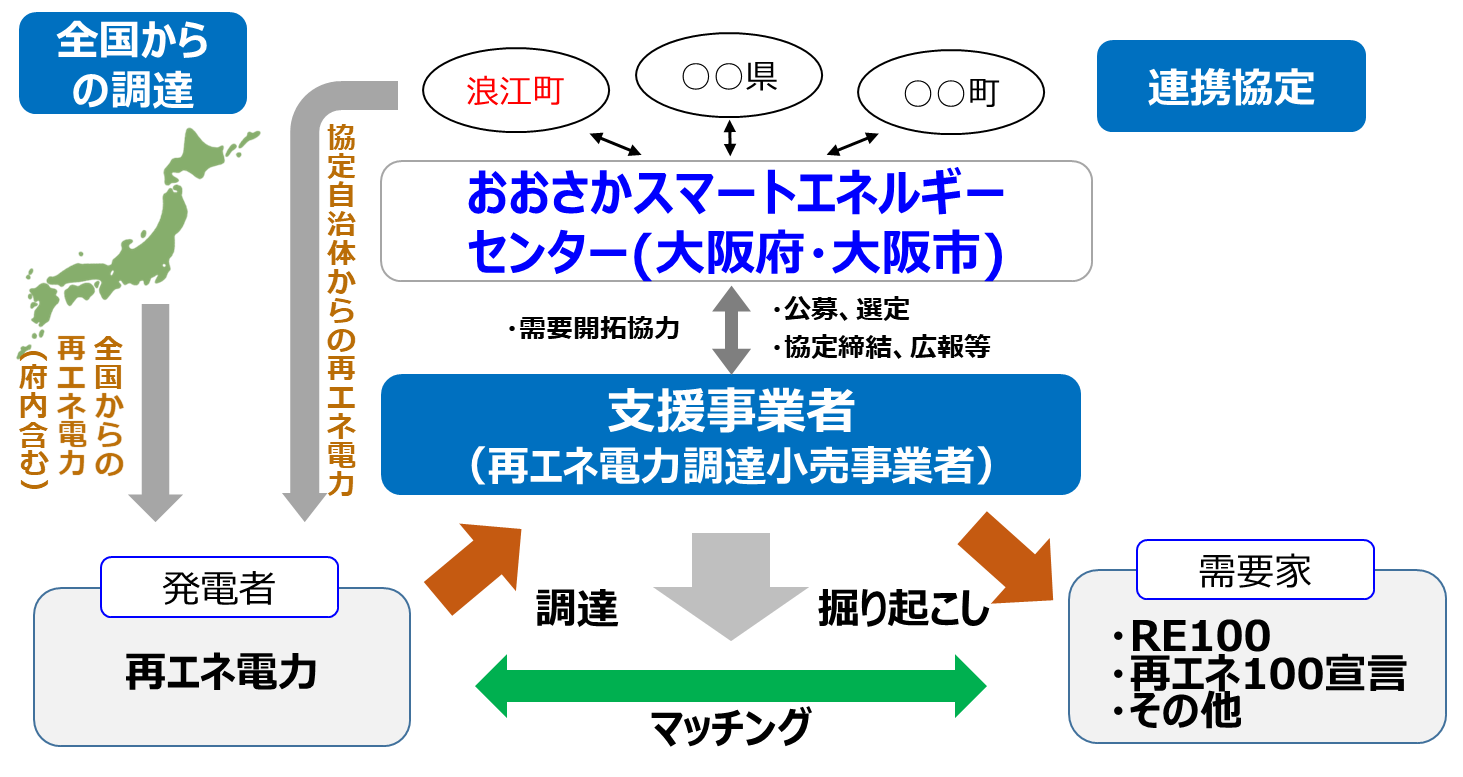 全国から
の調達
浪江町
○○県
○○町
連携協定
協定自治体からの再エネ電力
おおさかスマートエネルギー
センター(大阪府・大阪市)
・需要開拓協力
・公募、選定
・協定締結、広報等
全国からの
再エネ電力
(府内含む)
支援事業者
（再エネ電力調達小売事業者）
発電者
再エネ電力
調達
掘り起こし
マッチング
需要家
・RE100
・再エネ100宣言
・その他